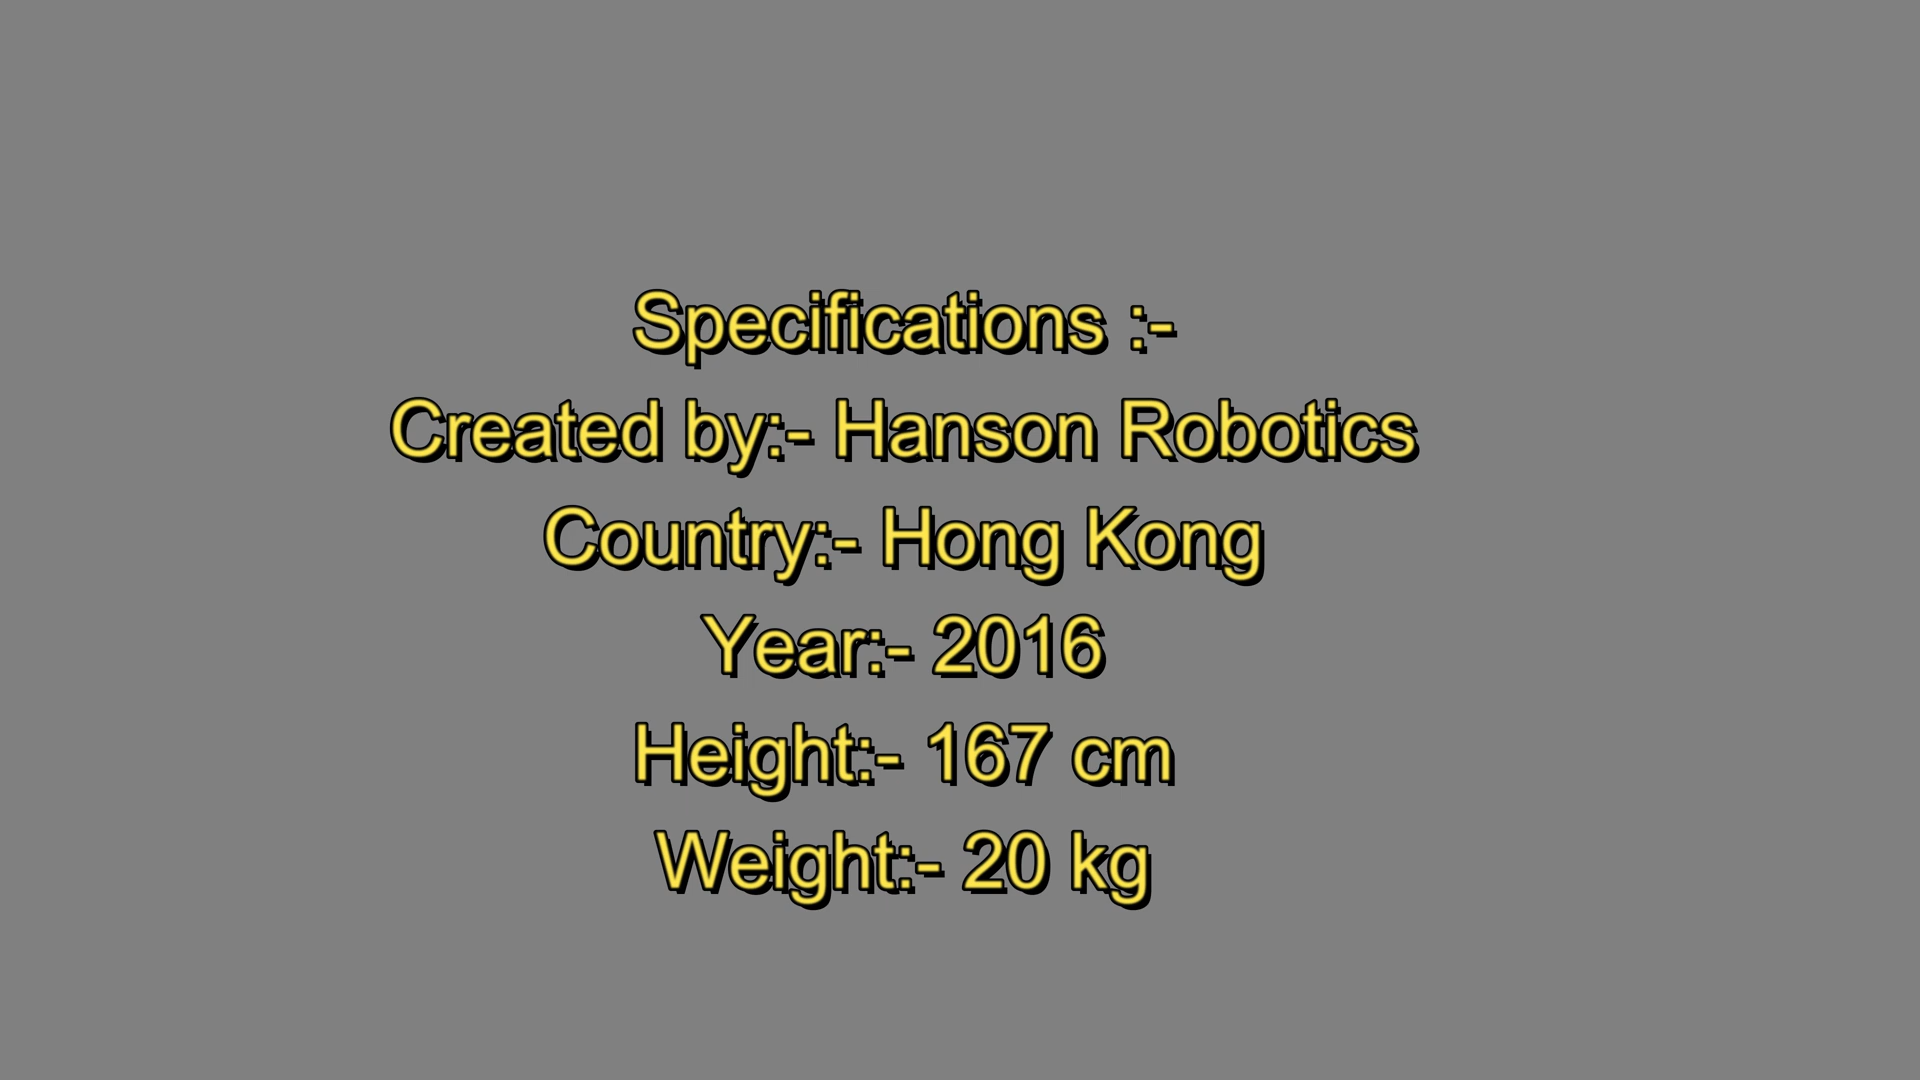 Specifications :-
Created by:- Hanson Robotics
Country:- Hong Kong
Year:- 2016
Height:- 167 cm
Weight:- 20 kg